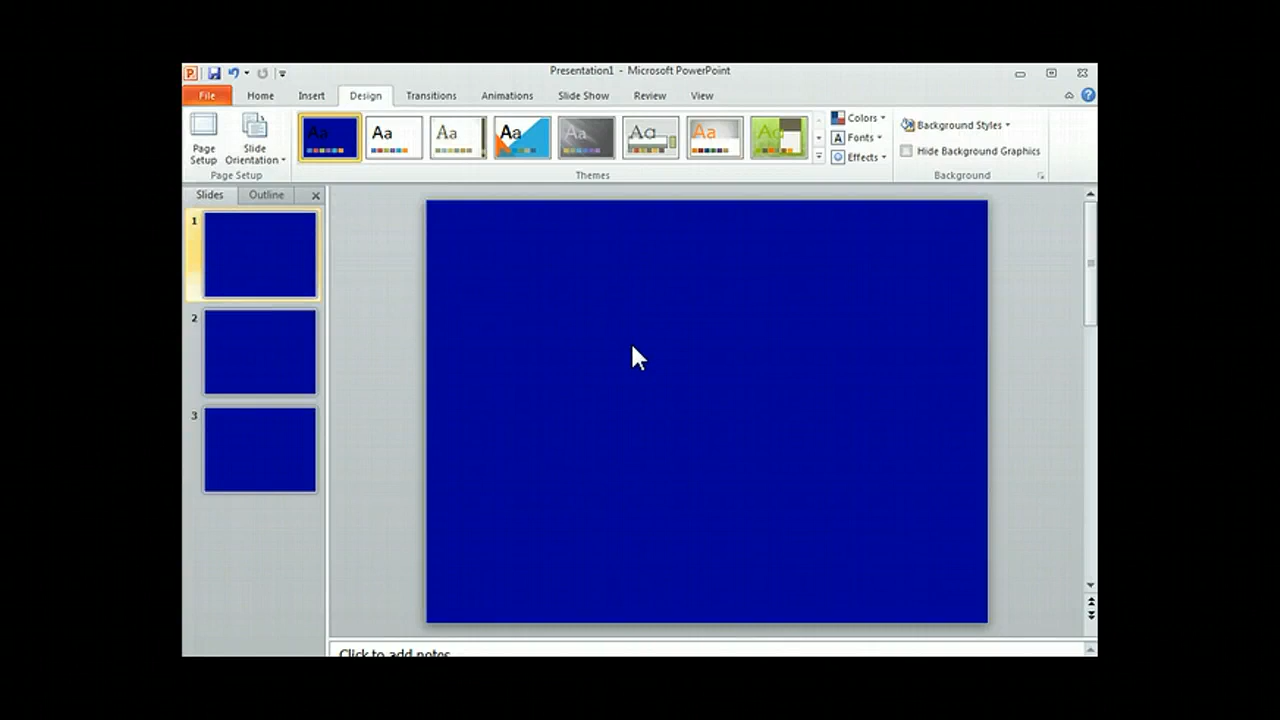 Presentation1 - Microsoft PowerPoint
File Home Insert Design Transitions Animations Slide Show Review View
Page Setup
Slide Orientation
Aa Aa Aa Aa Aa Aa Aa Aa
Colors
Fonts
Effects
Background Styles
Hide Background Graphics
Page Setup Themes Background
Slides Outline
1
2
3
Click to add notes